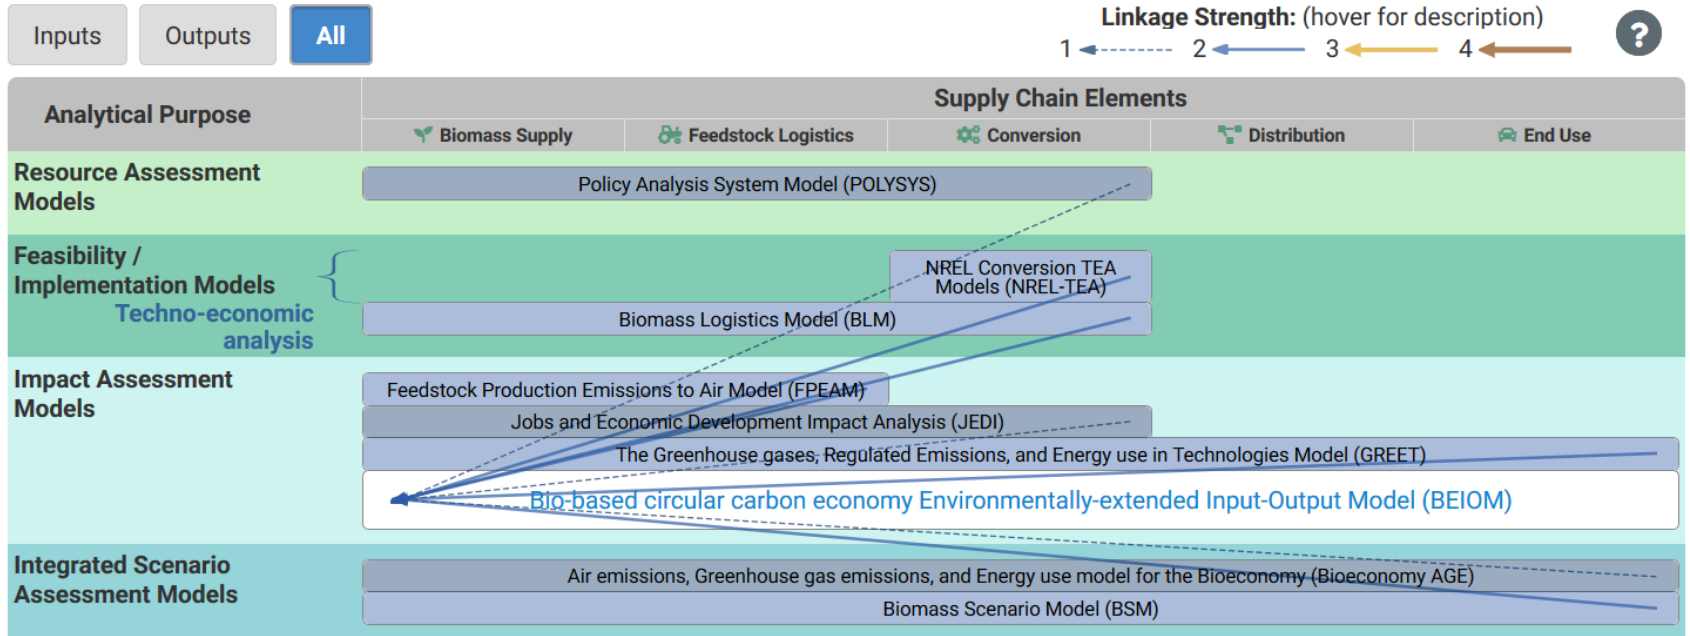 Inputs
Outputs
All
Linkage Strength: (hover for description)
1
2
3
4
?
Analytical Purpose
Supply Chain Elements
Biomass Supply
Feedstock Logistics
Conversion
Distribution
End Use
Resource Assessment
Models
Policy Analysis System Model (POLYSYS)
Feasibility /
Implementation Models
Techno-economic
analysis
NREL Conversion TEA
Models (NREL-TEA)
Biomass Logistics Model (BLM)
Impact Assessment
Models
Feedstock Production Emissions to Air Model (FPEAM)
Jobs and Economic Development Impact Analysis (JEDI)
The Greenhouse gases, Regulated Emissions, and Energy use in Technologies Model (GREET)
Bio-based circular carbon economy Environmentally-extended Input-Output Model (BEIOM)
Integrated Scenario
Assessment Models
Air emissions, Greenhouse gas emissions, and Energy use model for the Bioeconomy (Bioeconomy AGE)
Biomass Scenario Model (BSM)